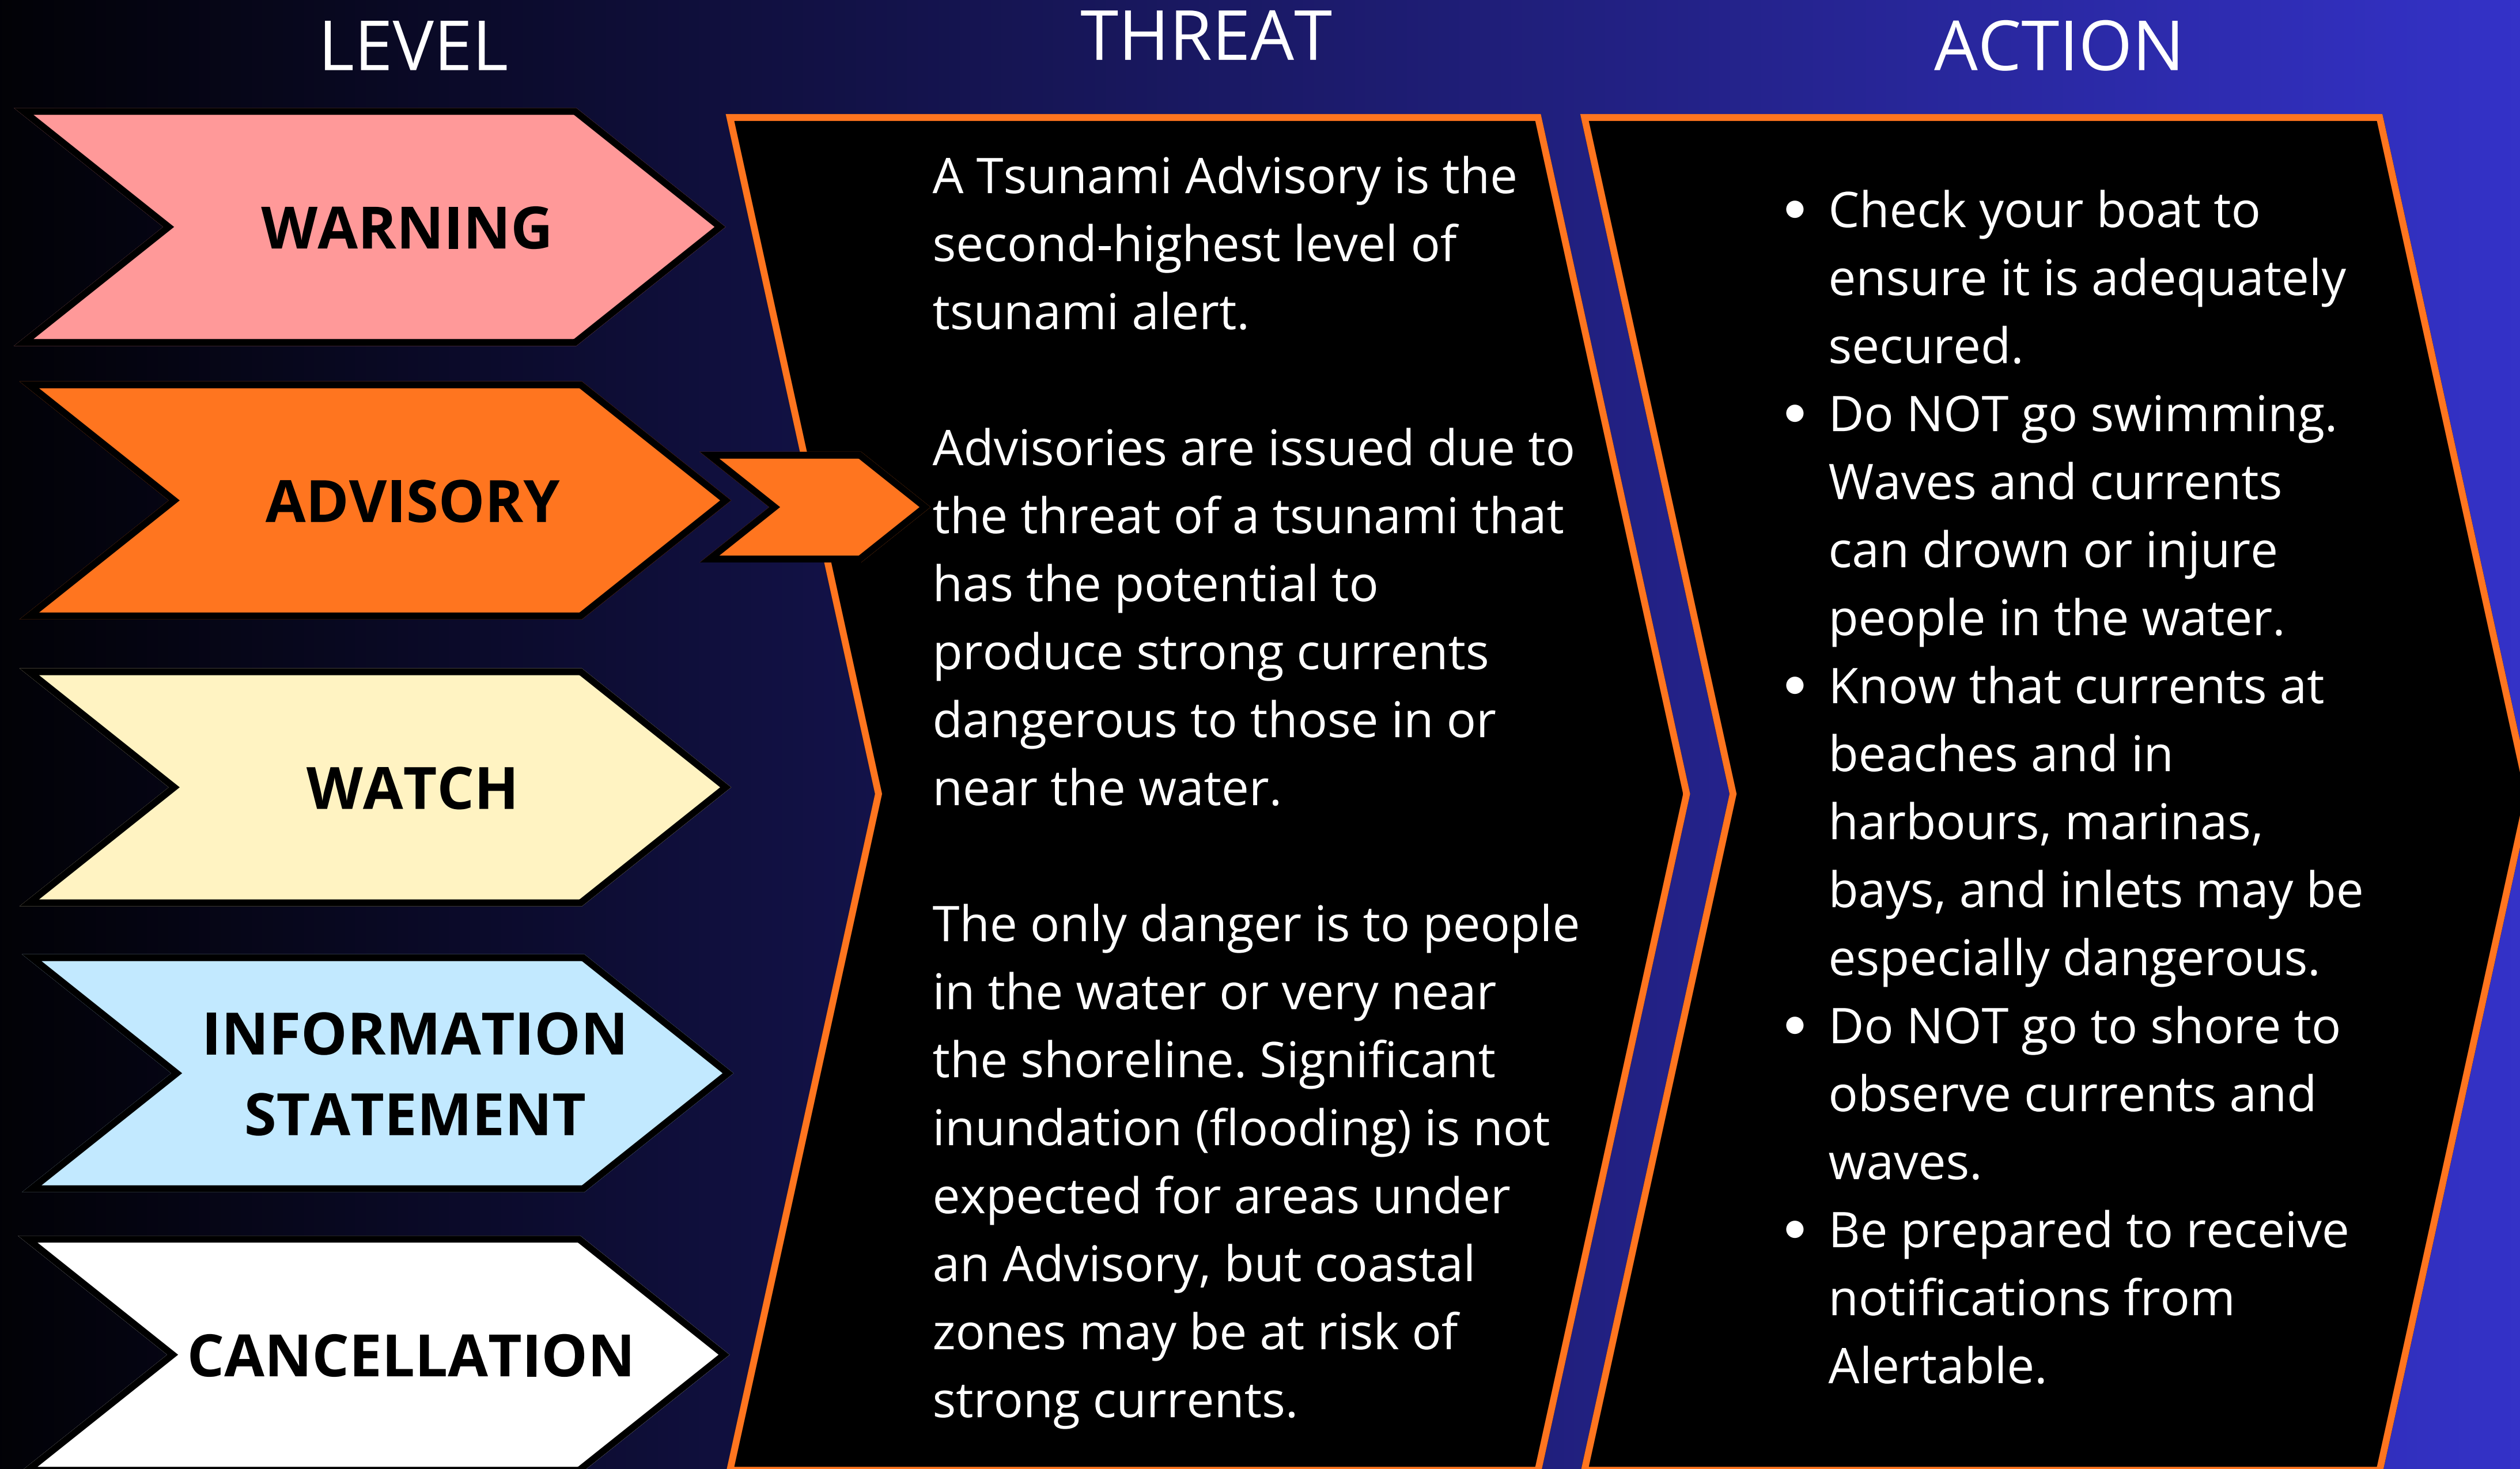 LEVEL
THREAT
ACTION
WARNING
ADVISORY
WATCH
INFORMATION
STATEMENT
CANCELLATION
A Tsunami Advisory is the
second-highest level of
tsunami alert.
Advisories are issued due to
the threat of a tsunami that
has the potential to
produce strong currents
dangerous to those in or
near the water.
The only danger is to people
in the water or very near
the shoreline. Significant
inundation (flooding) is not
expected for areas under
an Advisory, but coastal
zones may be at risk of
strong currents.
• Check your boat to
ensure it is adequately
secured.
• Do NOT go swimming.
Waves and currents
can drown or injure
people in the water.
• Know that currents at
beaches and in
harbours, marinas,
bays, and inlets may be
especially dangerous.
• Do NOT go to shore to
observe currents and
waves.
• Be prepared to receive
notifications from
Alertable.